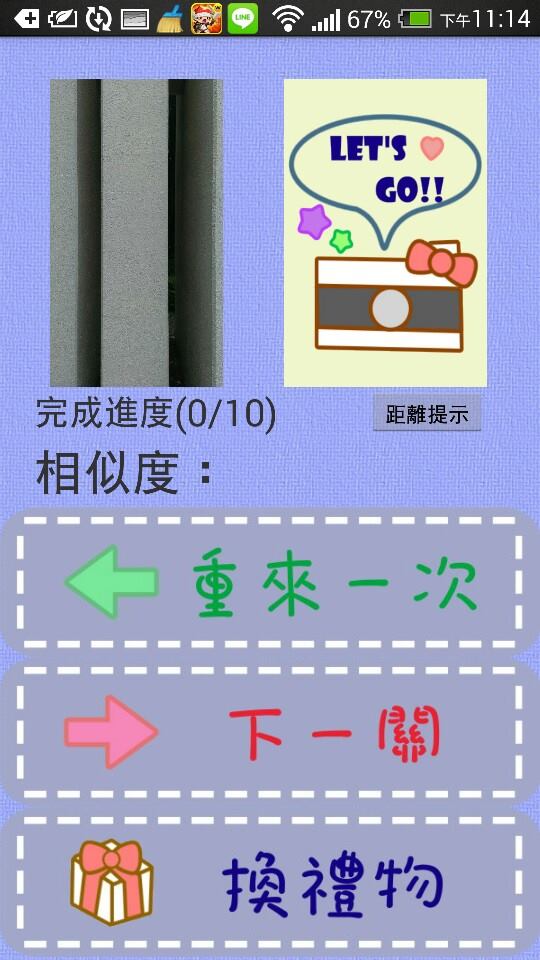 LINE
67%
下午11:14
LET'S
GO!!
完成進度(0/10)
距離提示
相似度：
重來一次
下一關
換禮物